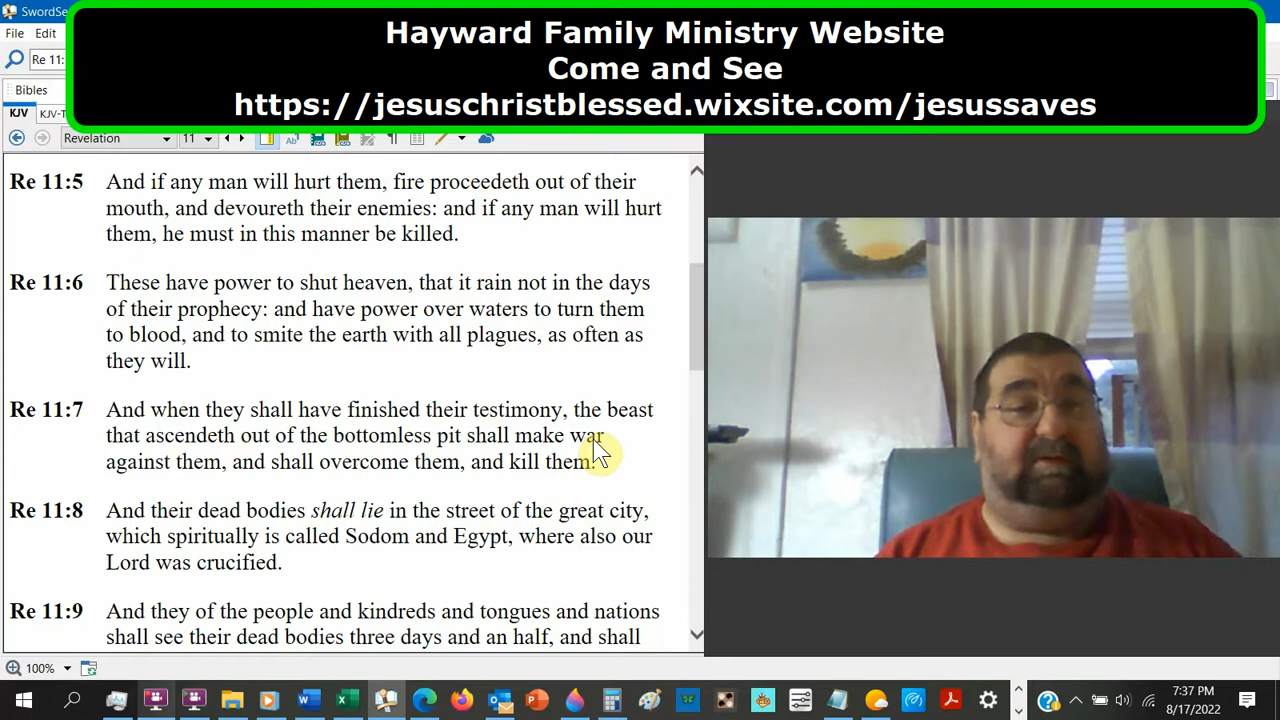 SwordSe
Hayward Family Ministry Website
Come and See
https://jesuschristblessed.wixsite.com/jesussaves
File Edit
Re 11:
Bibles
KJV KJV-T
Revelation 11
Re 11:5 And if any man will hurt them, fire proceedeth out of their
mouth, and devoureth their enemies: and if any man will hurt
them, he must in this manner be killed.
Re 11:6 These have power to shut heaven, that it rain not in the days
of their prophecy: and have power over waters to turn them
to blood, and to smite the earth with all plagues, as often as
they will.
Re 11:7 And when they shall have finished their testimony, the beast
that ascendeth out of the bottomless pit shall make war
against them, and shall overcome them, and kill them.
Re 11:8 And their dead bodies shall lie in the street of the great city,
which spiritually is called Sodom and Egypt, where also our
Lord was crucified.
Re 11:9 And they of the people and kindreds and tongues and nations
shall see their dead bodies three days and an half, and shall
100%
7:37 PM
8/17/2022